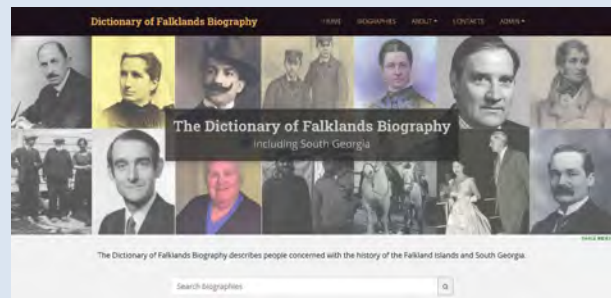 Dictionary of Falklands Biography
HOME BIOGRAPHIES ABOUT CONTACTS ADMIN
The Dictionary of Falklands Biography
including South Georgia
The Dictionary of Falklands Biography describes people concerned with the history of the Falkland Islands and South Georgia.
Search biographies